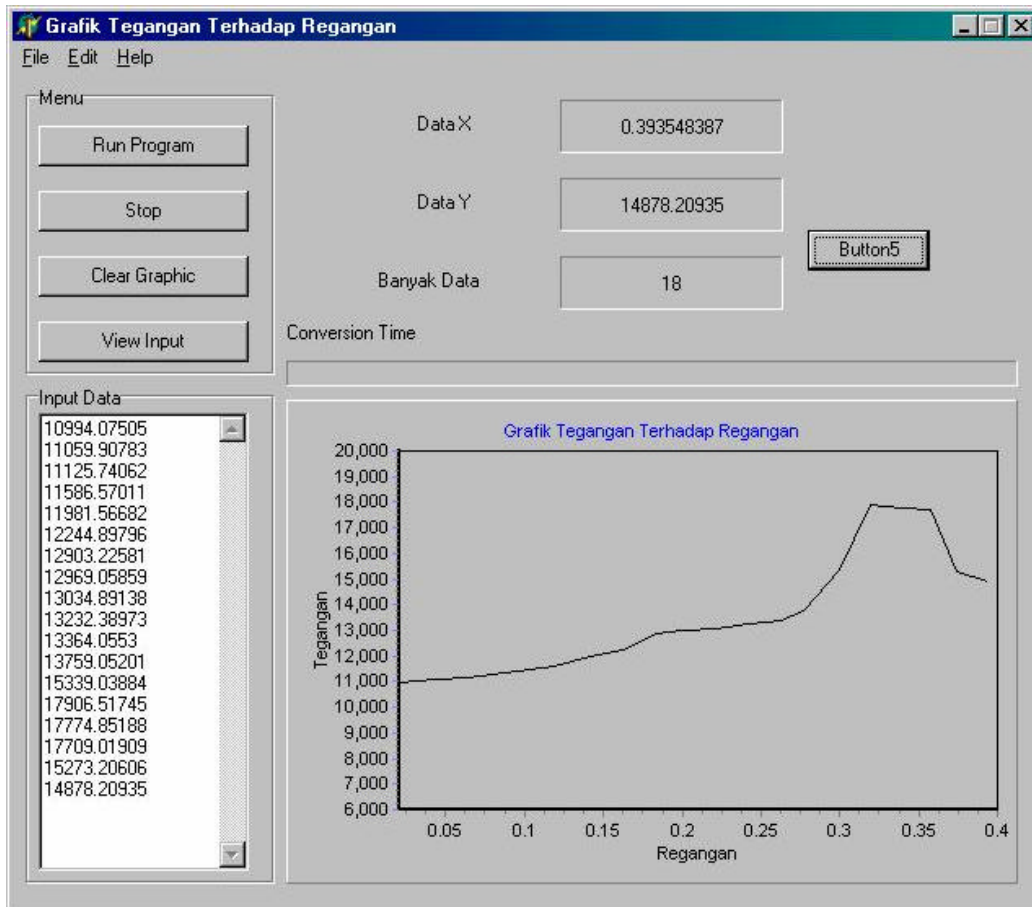 Grafik Tegangan Terhadap Regangan
File Edit Help
Menu
Run Program
Stop
Clear Graphic
View Input
Data X
0.393548387
Data Y
14878.20935
Banyak Data
18
Button5
Conversion Time
Input Data
10994.07505
11059.90783
11125.74062
11586.57011
11981.56682
12244.89796
12903.22581
12969.05859
13034.89138
13232.38973
13364.0553
13759.05201
15339.03884
17906.51745
17774.85188
17709.01909
15273.20606
14878.20935
Grafik Tegangan Terhadap Regangan
Tegangan
20,000
19,000
18,000
17,000
16,000
15,000
14,000
13,000
12,000
11,000
10,000
9,000
8,000
7,000
6,000
0.05 0.1 0.15 0.2 0.25 0.3 0.35 0.4
Regangan